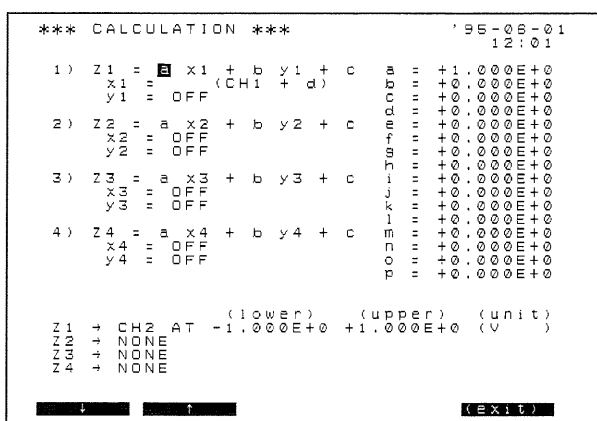 *** CALCULATION *** '95-06-01
12:01
1) Z1 = a x1 + b y1 + c a = +1.000E+0
x1 = (CH1 + d) b = +0.000E+0
y1 = OFF c = +0.000E+0
d = +0.000E+0
2) Z2 = a x2 + b y2 + c e = +0.000E+0
x2 = OFF f = +0.000E+0
y2 = OFF g = +0.000E+0
h = +0.000E+0
3) Z3 = a x3 + b y3 + c i = +0.000E+0
x3 = OFF j = +0.000E+0
y3 = OFF k = +0.000E+0
l = +0.000E+0
4) Z4 = a x4 + b y4 + c m = +0.000E+0
x4 = OFF n = +0.000E+0
y4 = OFF o = +0.000E+0
p = +0.000E+0
(lower) (upper) (unit)
Z1 → CH2 AT -1.000E+0 +1.000E+0 (V )
Z2 → NONE
Z3 → NONE
Z4 → NONE
↓ ↑ (exit)